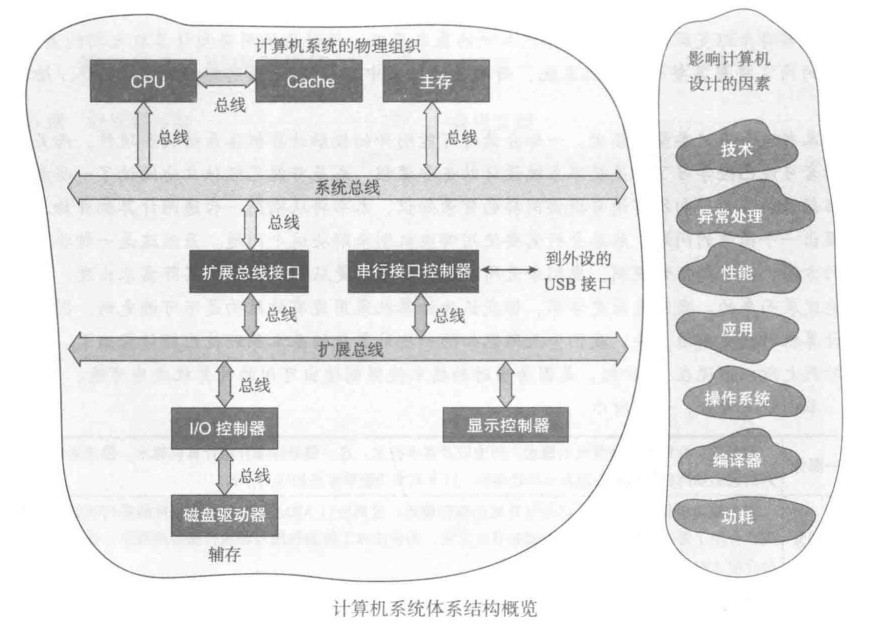 计算机系统的物理组织
CPU
总线
Cache
主存
总线
总线
系统总线
总线
扩展总线接口
串行接口控制器
到外设的
USB 接口
总线
总线
扩展总线
总线
I/O 控制器
显示控制器
总线
磁盘驱动器
辅存
影响计算机
设计的因素
技术
异常处理
性能
应用
操作系统
编译器
功耗
计算机系统体系结构概览